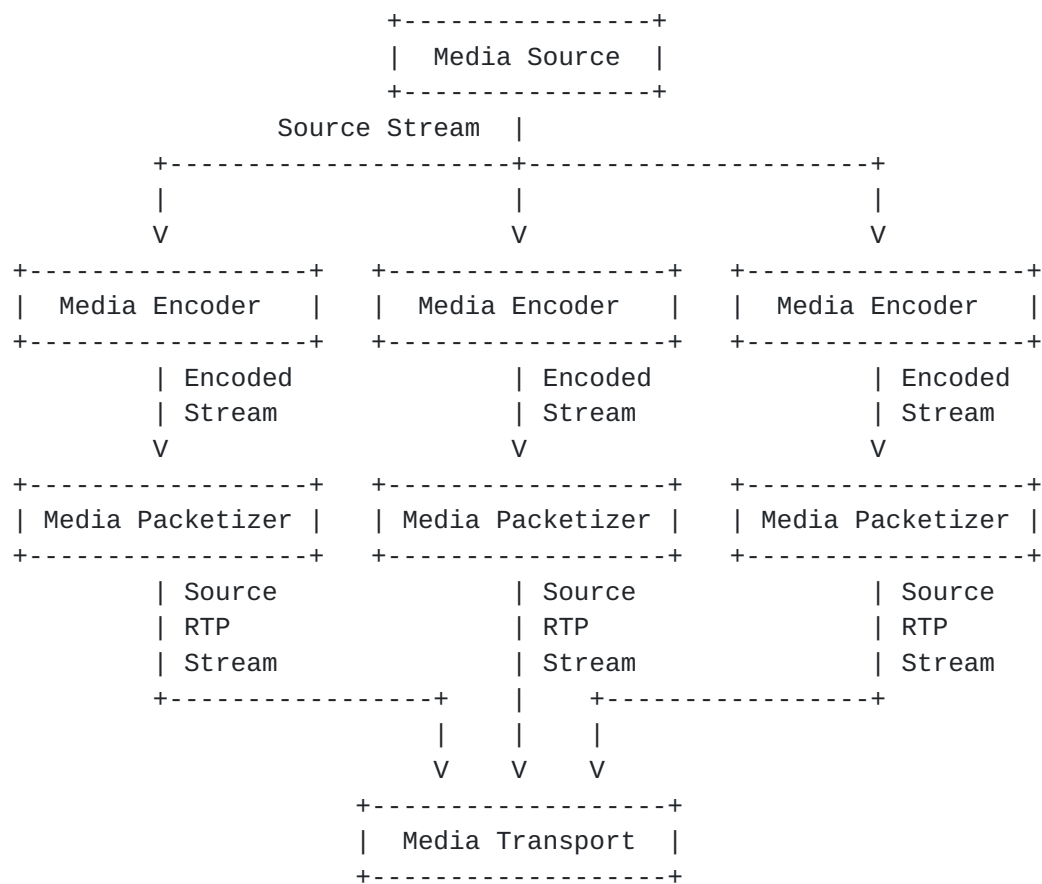 Media Source
Source Stream
Media Encoder Media Encoder Media Encoder
Encoded Encoded Encoded
Stream Stream Stream
Media Packetizer Media Packetizer Media Packetizer
Source Source Source
RTP RTP RTP
Stream Stream Stream
Media Transport